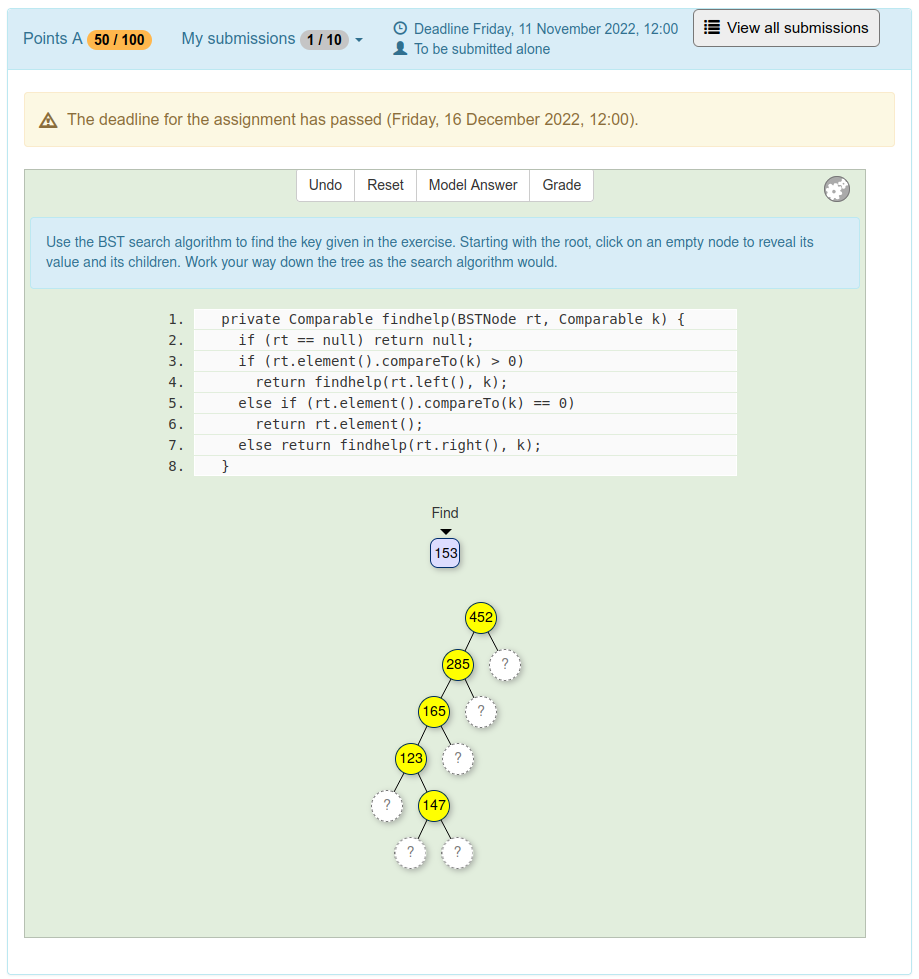 Points A 50 / 100 My submissions 1 / 10 Deadline Friday, 11 November 2022, 12:00 View all submissions
To be submitted alone
The deadline for the assignment has passed (Friday, 16 December 2022, 12:00).
Undo Reset Model Answer Grade
Use the BST search algorithm to find the key given in the exercise. Starting with the root, click on an empty node to reveal its
value and its children. Work your way down the tree as the search algorithm would.
1. private Comparable findhelp(BSTNode rt, Comparable k) {
2. if (rt == null) return null;
3. if (rt.element().compareTo(k) > 0)
4. return findhelp(rt.left(), k);
5. else if (rt.element().compareTo(k) == 0)
6. return rt.element();
7. else return findhelp(rt.right(), k);
8. }
Find
153
452
285 ?
165 ?
123 ?
? 147
? ?